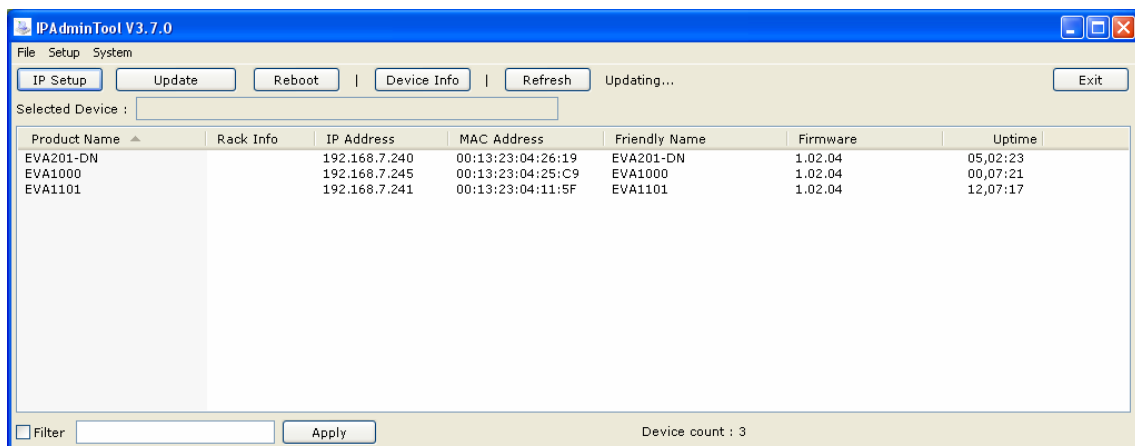 IPAdminTool V3.7.0
File Setup System
IP Setup Update Reboot | Device Info | Refresh Updating... Exit
Selected Device :
Product Name Rack Info IP Address MAC Address Friendly Name Firmware Uptime
EVA201-DN 192.168.7.240 00:13:23:04:26:19 EVA201-DN 1.02.04 05,02:23
EVA1000 192.168.7.245 00:13:23:04:25:C9 EVA1000 1.02.04 00,07:21
EVA1101 192.168.7.241 00:13:23:04:11:5F EVA1101 1.02.04 12,07:17
Filter Apply Device count : 3